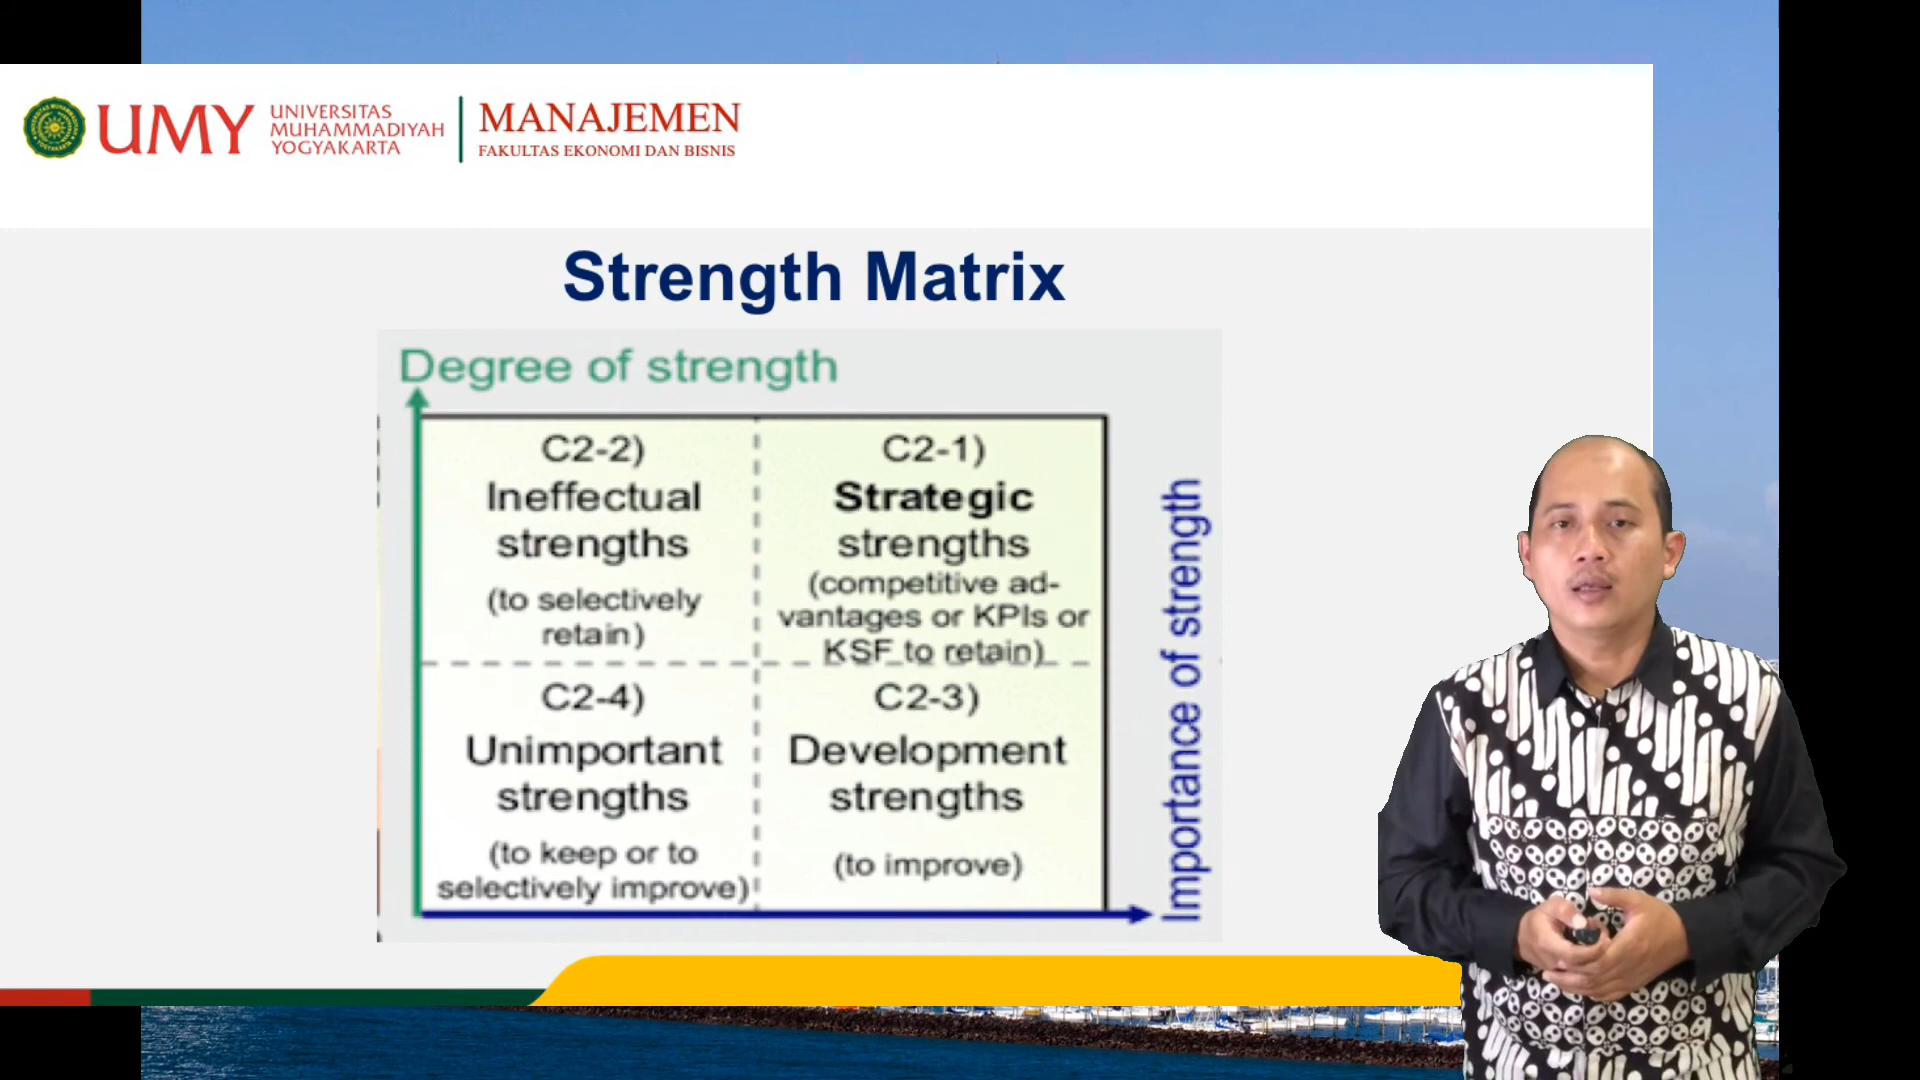 UMY
UNIVERSITAS
MUHAMMADIYAH
YOGYAKARTA
MANAJEMEN
FAKULTAS EKONOMI DAN BISNIS
Strength Matrix
Degree of strength
C2-2)
Ineffectual
strengths
(to selectively
retain)
C2-1)
Strategic
strengths
(competitive ad-
vantages or KPIs or
KSF to retain)
C2-4)
Unimportant
strengths
(to keep or to
selectively improve)
C2-3)
Development
strengths
(to improve)
Importance of strength